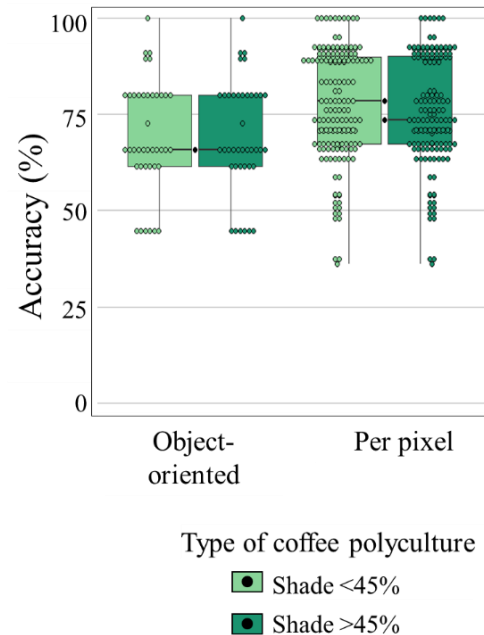 Accuracy (%)
100
75
50
25
0
Object-
oriented
Per pixel
Type of coffee polyculture
Shade <45%
Shade >45%